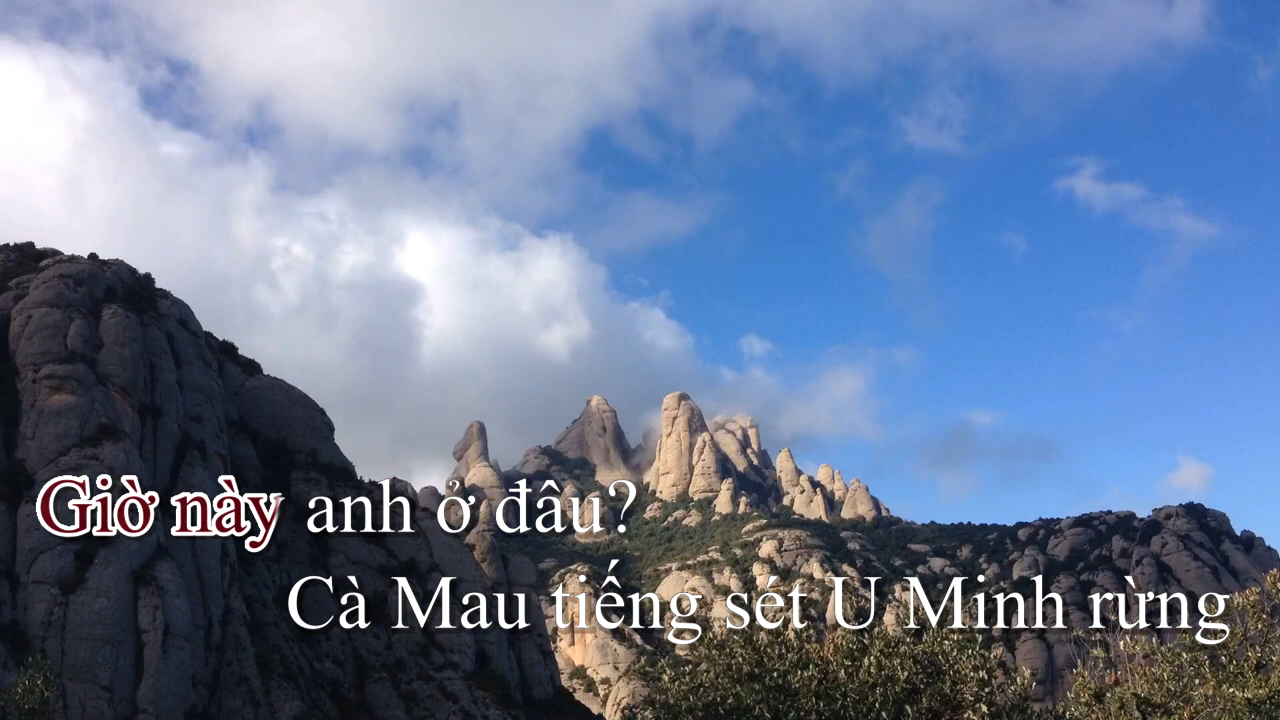 Giờ này anh ở đâu?
Cà Mau tiếng sét U Minh rừng